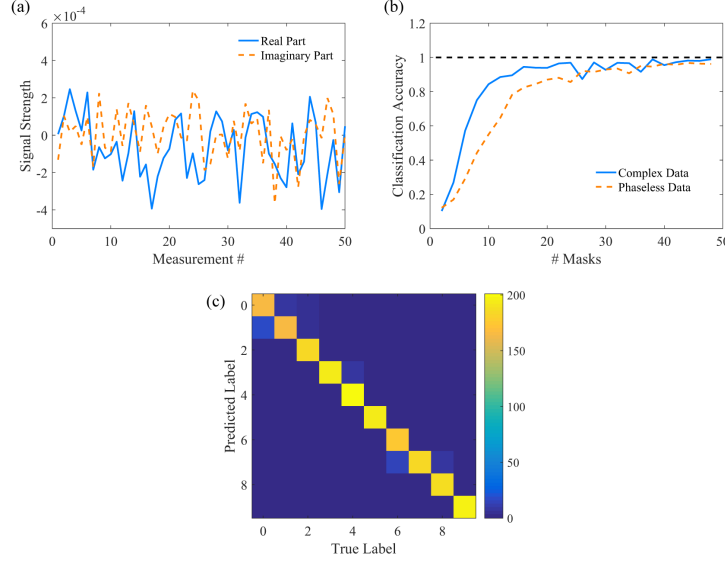 (a)
6 ×10⁻⁴
4
2
0
-2
-4
Signal Strength
0 10 20 30 40 50
Measurement #
Real Part
Imaginary Part
(b)
1.2
1
0.8
0.6
0.4
0.2
0
Classification Accuracy
0 10 20 30 40 50
# Masks
Complex Data
Phaseless Data
(c)
0
2
4
6
8
Predicted Label
0 2 4 6 8
True Label
200
150
100
50
0